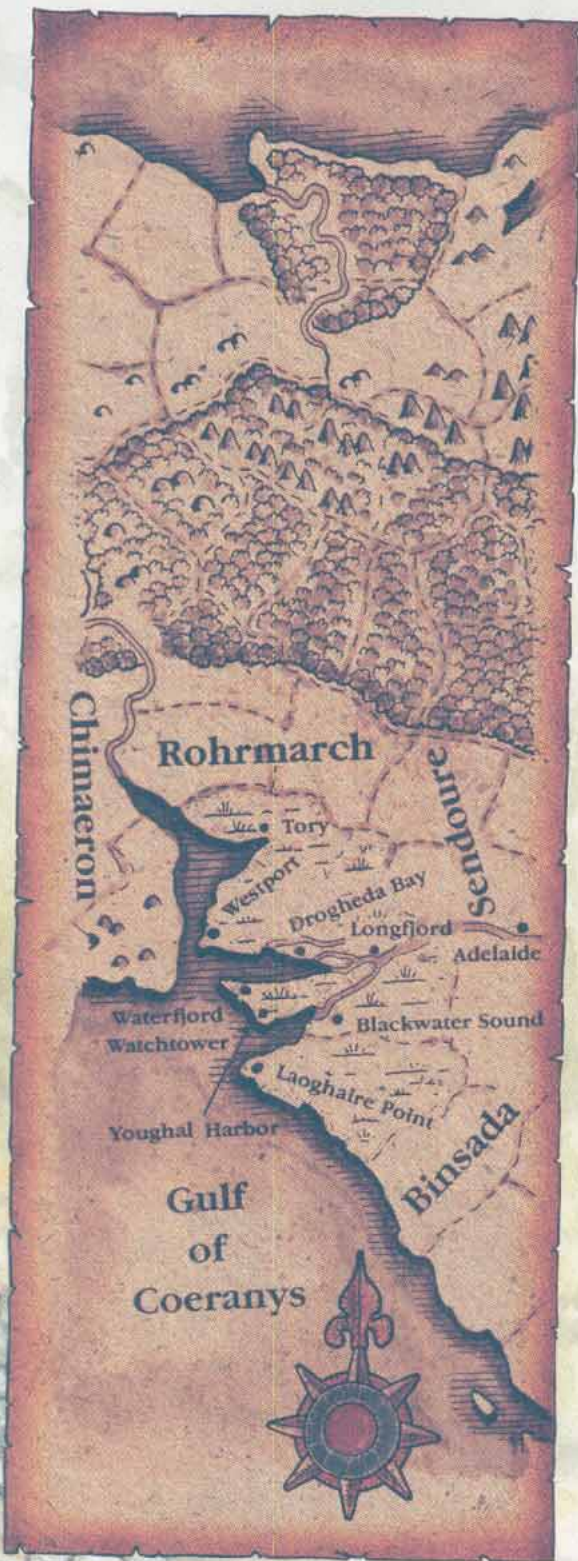 Chimaeron
Rohrmarch
Sendoure
Tory
Westport
Drogheda Bay
Longfjord
Adelaide
Waterfjord
Watchtower
Blackwater Sound
Laoghaire Point
Youghal Harbor
Binsada
Gulf
of
Coeranys